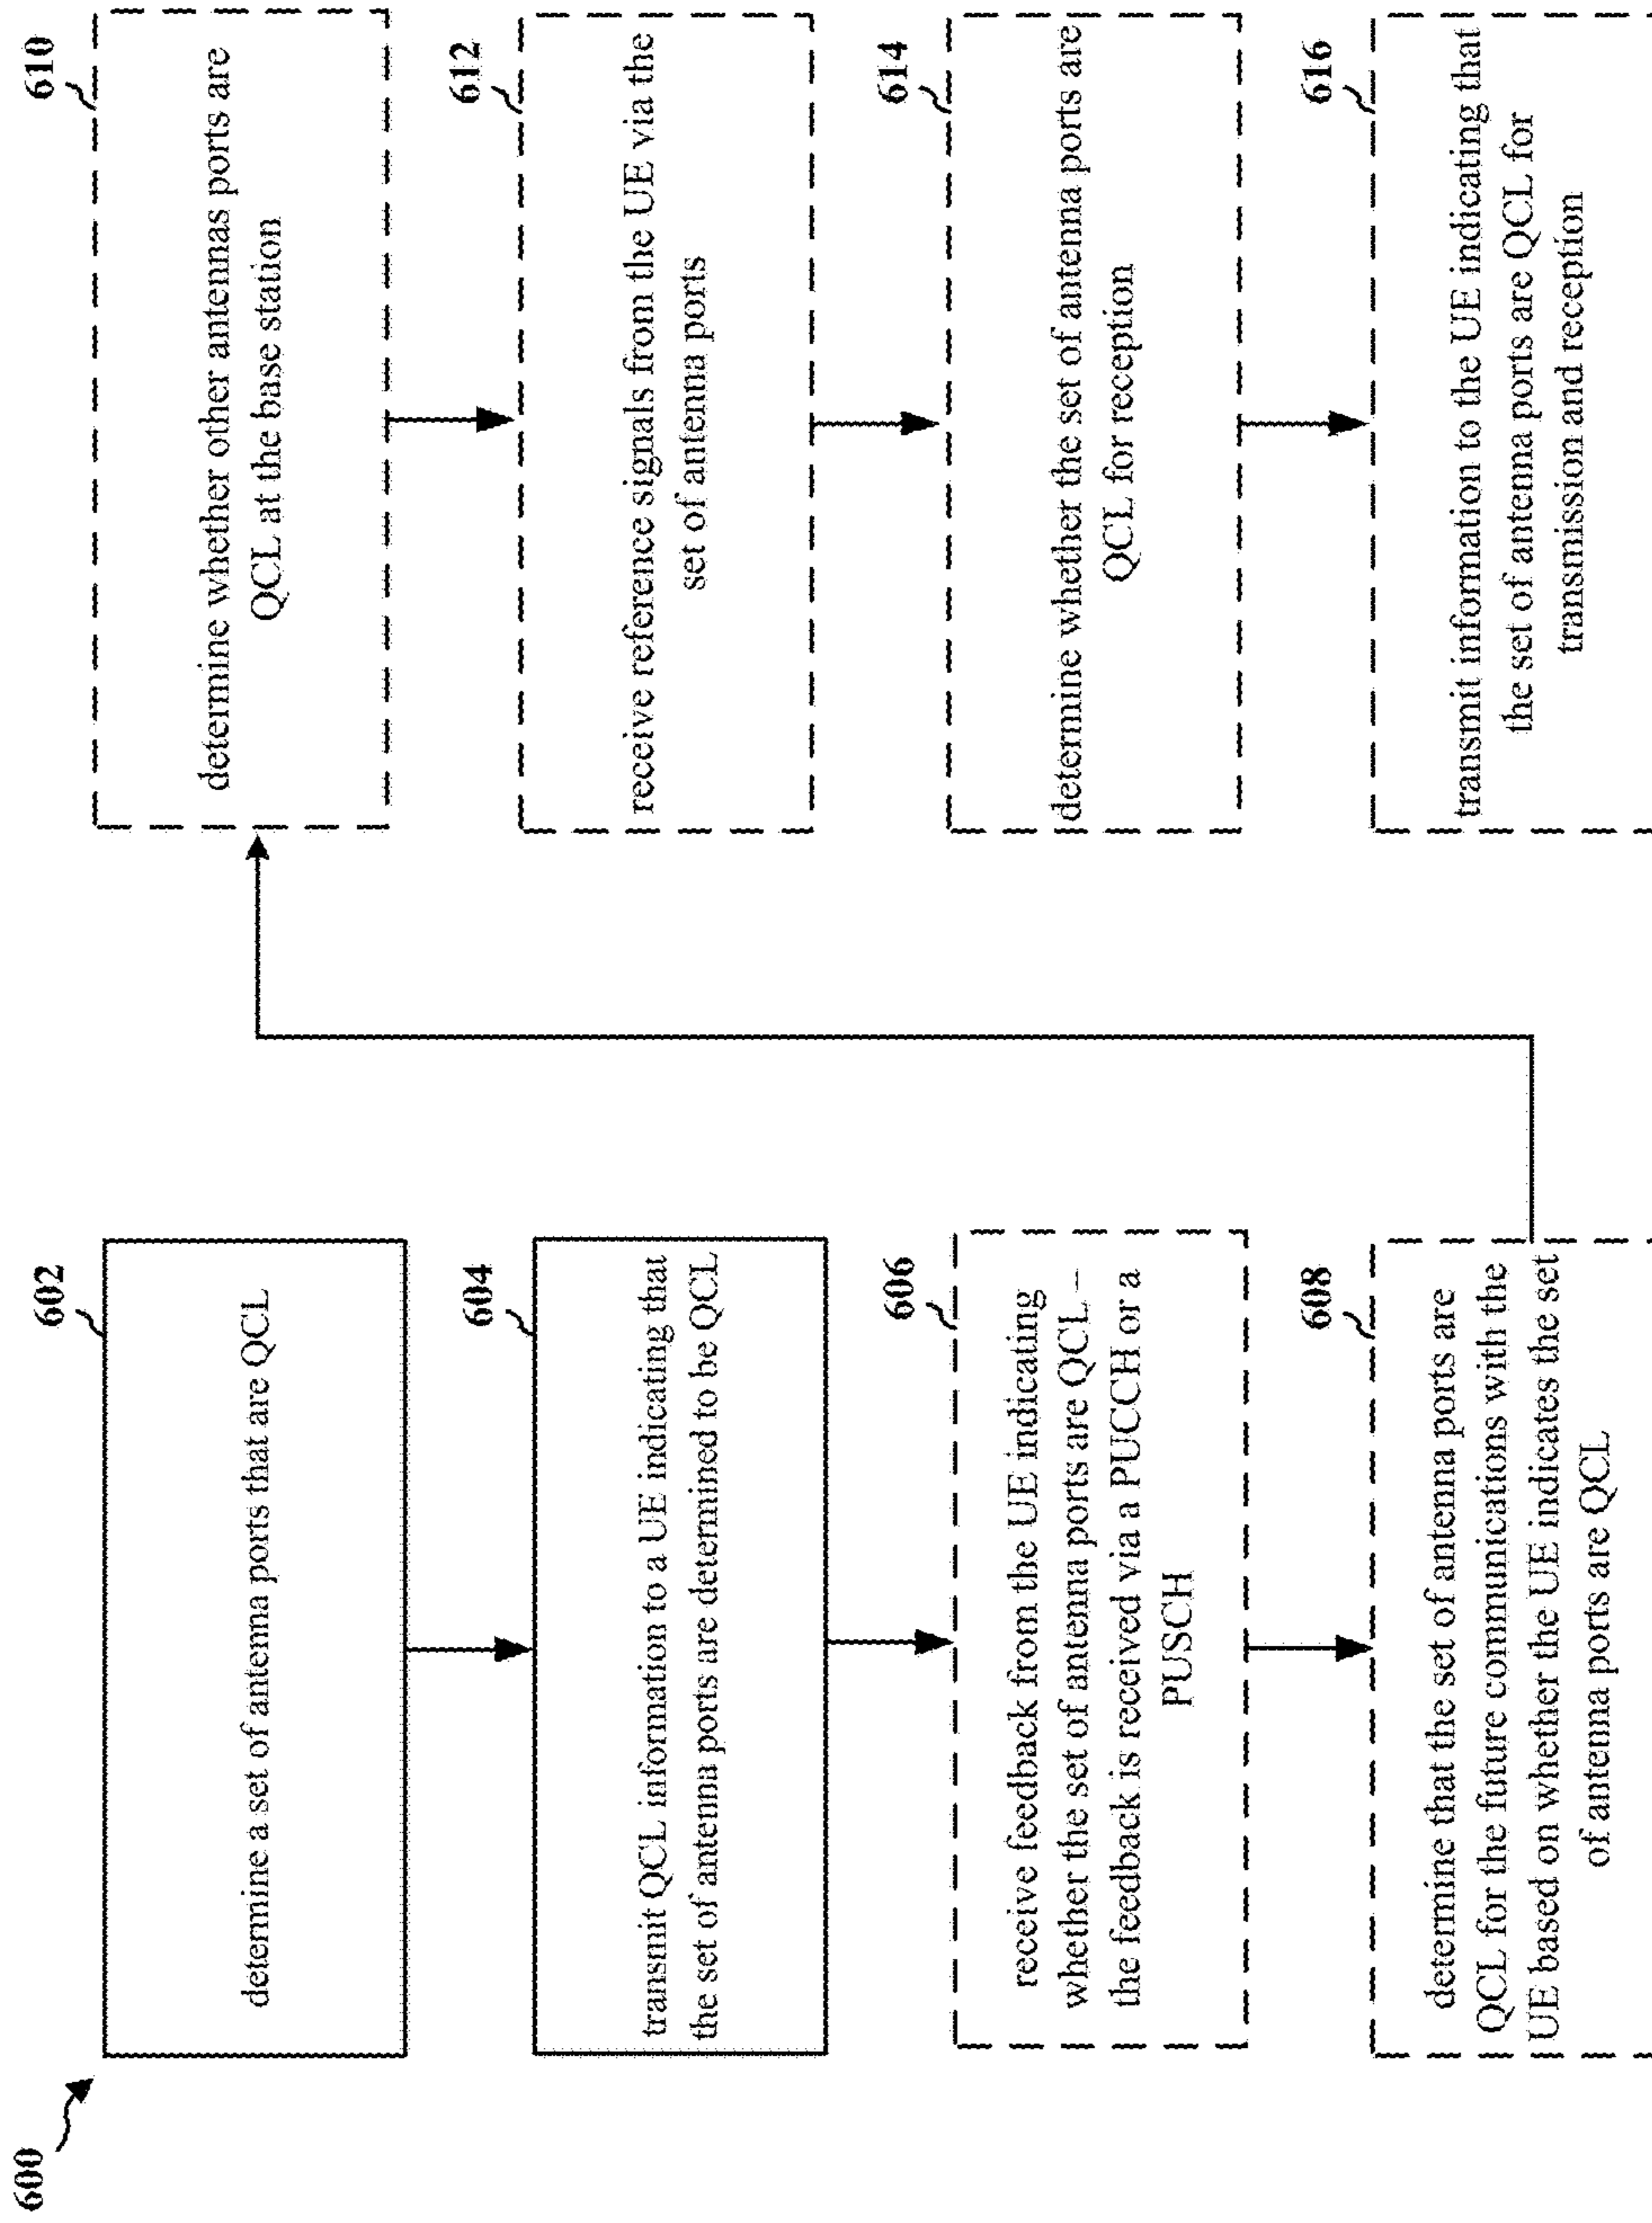 600
602
determine a set of antenna ports that are QCL
604
transmit QCL information to a UE indicating that
the set of antenna ports are determined to be QCL
606
receive feedback from the UE indicating
whether the set of antenna ports are QCL –
the feedback is received via a PUCCH or a
PUSCH
608
determine that the set of antenna ports are
QCL for the future communications with the
UE based on whether the UE indicates the set
of antenna ports are QCL
610
determine whether other antennas ports are
QCL at the base station
612
receive reference signals from the UE via the
set of antenna ports
614
determine whether the set of antenna ports are
QCL for reception
616
transmit information to the UE indicating that
the set of antenna ports are QCL for
transmission and reception